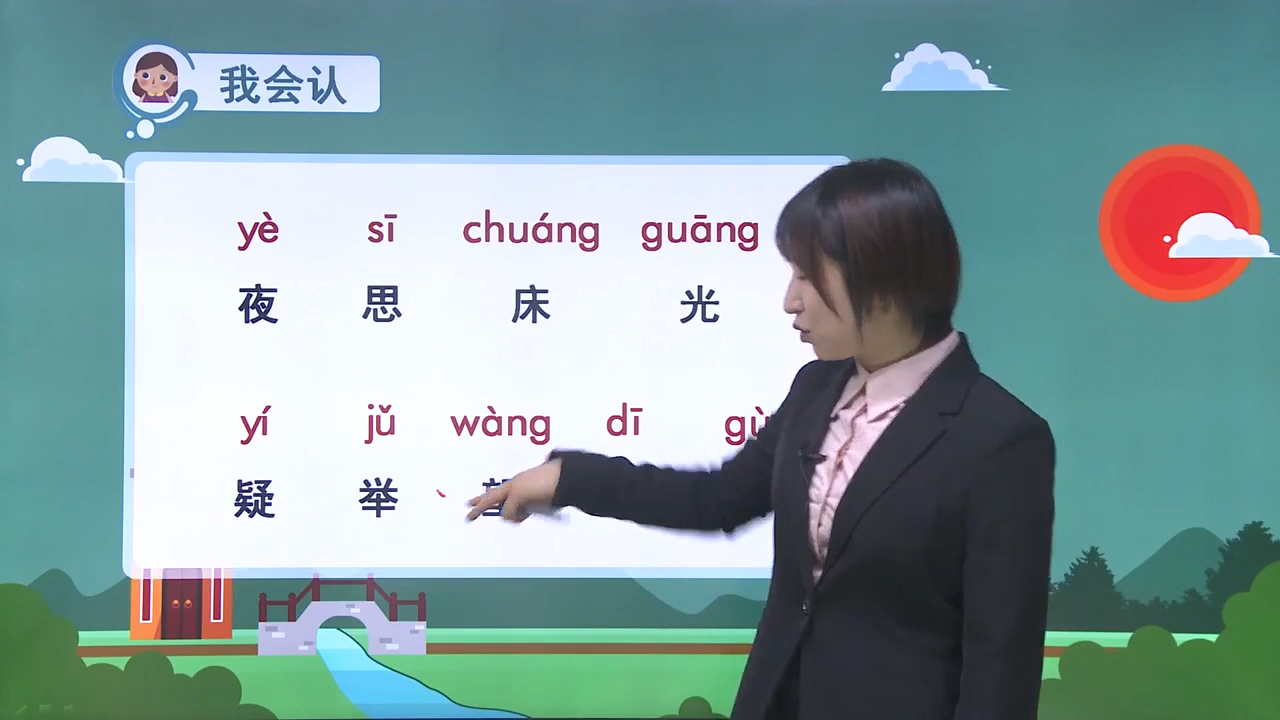 我会认
yè sī chuáng guāng
夜 思 床 光
yí jǔ wàng dī
疑 举